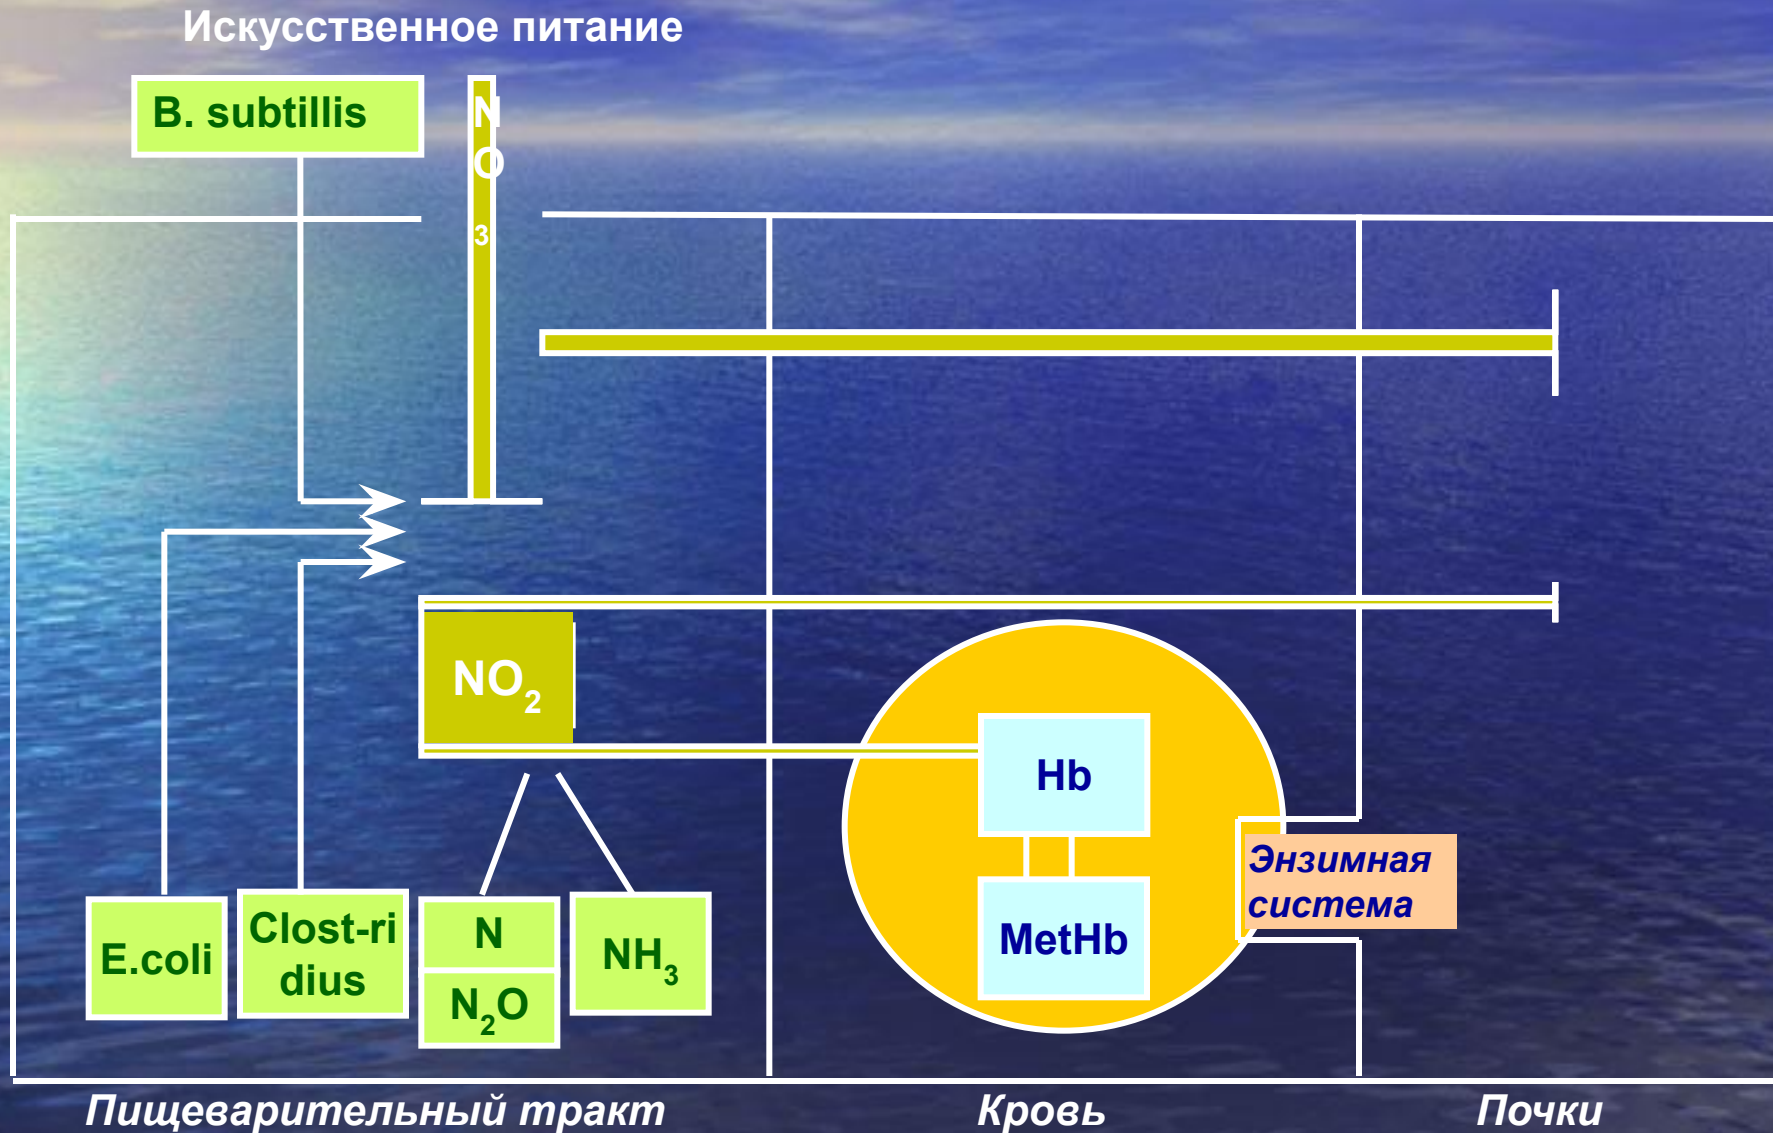 Искусственное питание
B. subtillis
N
O
3
NO2
Hb
Энзимная
система
MetHb
E.coli
Clost-ri
dius
N
N2O
NH3
Пищеварительный тракт
Кровь
Почки